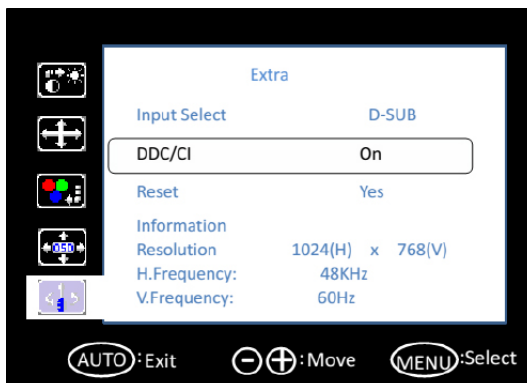 Extra
Input Select D-SUB
DDC/CI On
Reset Yes
Information
Resolution 1024(H) x 768(V)
H.Frequency: 48KHz
V.Frequency: 60Hz
OSD
AUTO:Exit :Move MENU:Select